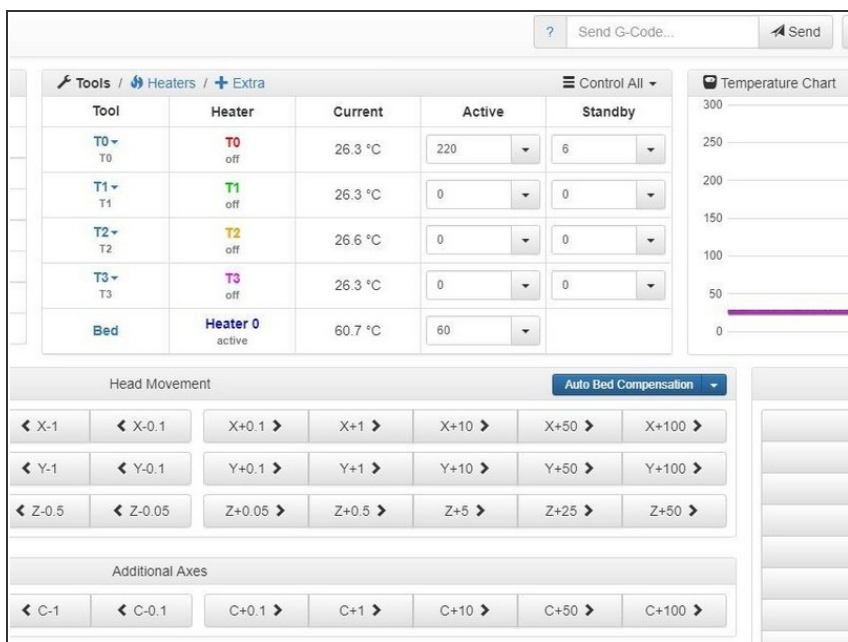 ? Send G-Code... Send
Tools / Heaters / + Extra Control All
Tool Heater Current Active Standby
T0 T0 26.3 °C 220 6
T0 off
T1 T1 26.3 °C 0 0
T1 off
T2 T2 26.6 °C 0 0
T2 off
T3 T3 26.3 °C 0 0
T3 off
Bed Heater 0 60.7 °C 60
active
Temperature Chart
300
250
200
150
100
50
0
Head Movement Auto Bed Compensation
X-1 X-0.1 X+0.1 X+1 X+10 X+50 X+100
Y-1 Y-0.1 Y+0.1 Y+1 Y+10 Y+50 Y+100
Z-0.5 Z-0.05 Z+0.05 Z+0.5 Z+5 Z+25 Z+50
Additional Axes
C-1 C-0.1 C+0.1 C+1 C+10 C+50 C+100